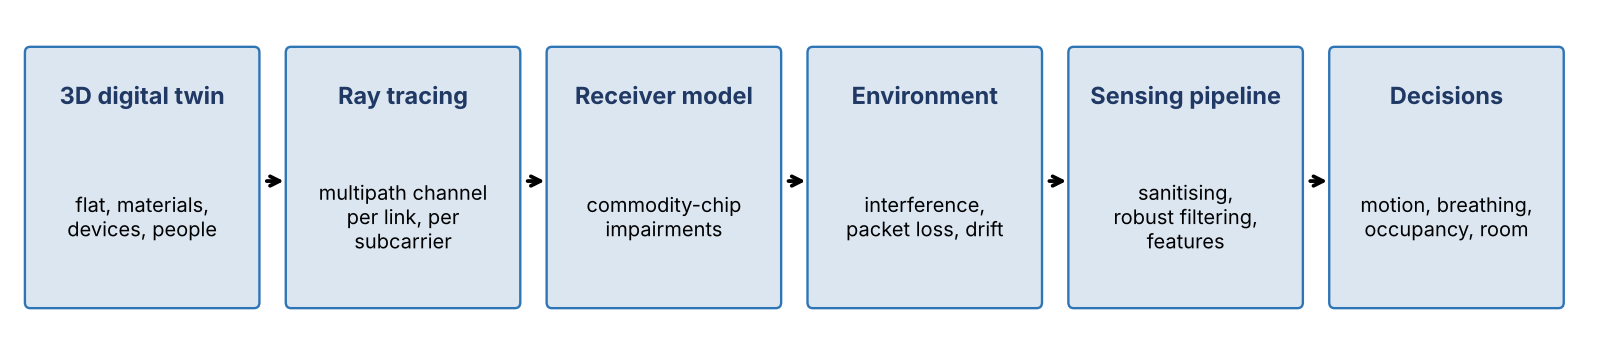 3D digital twin
flat, materials,
devices, people
Ray tracing
multipath channel
per link, per
subcarrier
Receiver model
commodity-chip
impairments
Environment
interference,
packet loss, drift
Sensing pipeline
sanitising,
robust filtering,
features
Decisions
motion, breathing,
occupancy, room